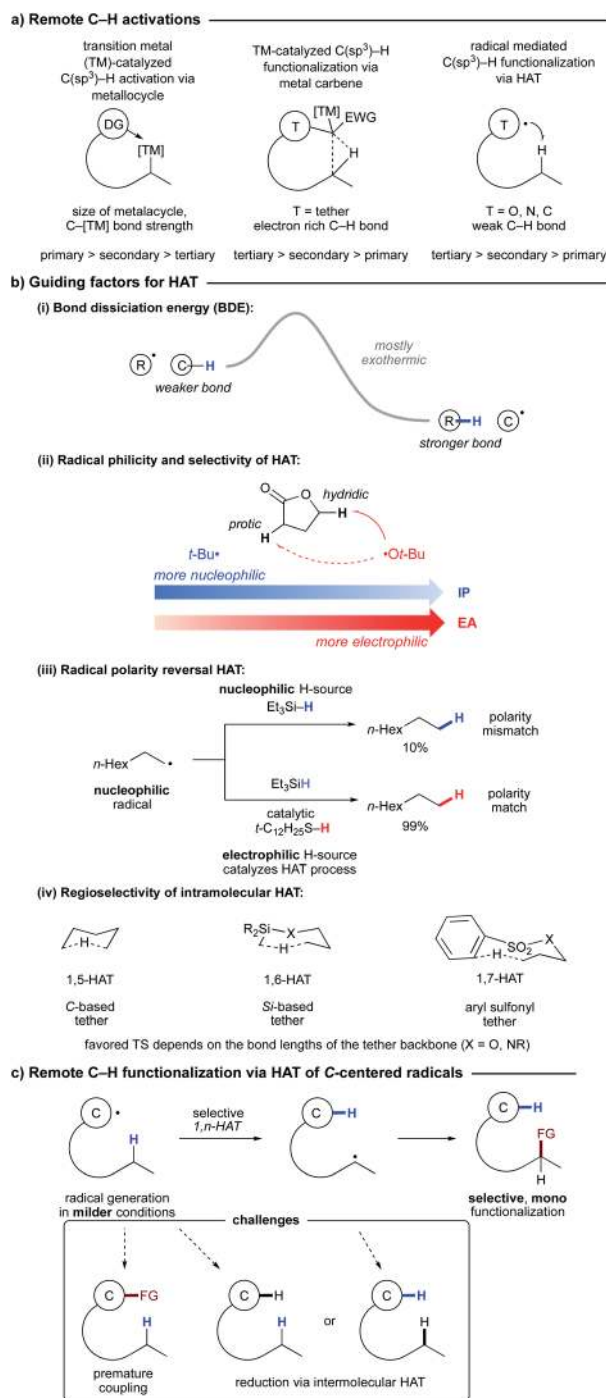 a) Remote C–H activations
transition metal
(TM)-catalyzed
C(sp³)–H activation via
metallocycle
DG
[TM]
size of metalacycle,
C–[TM] bond strength
primary > secondary > tertiary
TM-catalyzed C(sp³)–H
functionalization via
metal carbene
[TM]
T
EWG
H
T = tether
electron rich C–H bond
tertiary > secondary > primary
radical mediated
C(sp³)–H functionalization
via HAT
T
•
H
T = O, N, C
weak C–H bond
tertiary > secondary > primary
b) Guiding factors for HAT
(i) Bond dissiciation energy (BDE):
R•
C–H
weaker bond
mostly
exothermic
R–H
C•
stronger bond
(ii) Radical philicity and selectivity of HAT:
O
O
hydridic
H
protic
H
t-Bu•
•Ot-Bu
more nucleophilic
IP
EA
more electrophilic
(iii) Radical polarity reversal HAT:
nucleophilic H-source
Et₃Si–H
n-Hex
H
10%
polarity
mismatch
n-Hex
•
nucleophilic
radical
Et₃SiH
catalytic
t-C₁₂H₂₅S–H
electrophilic H-source
catalyzes HAT process
n-Hex
H
99%
polarity
match
(iv) Regioselectivity of intramolecular HAT:
H
1,5-HAT
C-based
tether
R₂Si
X
H
1,6-HAT
Si-based
tether
SO₂
X
H
1,7-HAT
aryl sulfonyl
tether
favored TS depends on the bond lengths of the tether backbone (X = O, NR)
c) Remote C–H functionalization via HAT of C-centered radicals
C
•
H
radical generation
in milder conditions
selective
1,n-HAT
C
H
•
C
H
FG
H
selective, mono
functionalization
challenges
C
FG
H
premature
coupling
C
H
H
or
C
H
H
reduction via intermolecular HAT